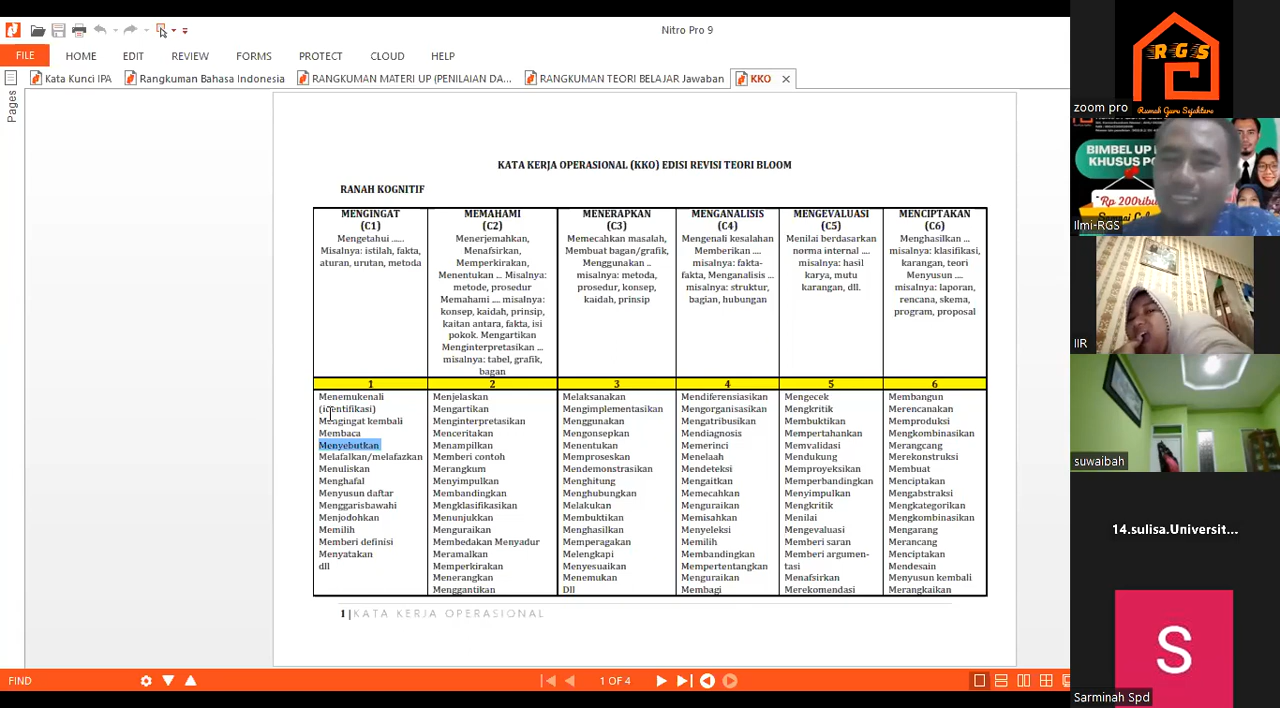 Nitro Pro 9
FILE HOME EDIT REVIEW FORMS PROTECT CLOUD HELP
Kata Kunci IPA Rangkuman Bahasa Indonesia RANGKUMAN MATERI UP (PENILAIAN DA... RANGKUMAN TEORI BELAJAR Jawaban KKO
Pages
KATA KERJA OPERASIONAL (KKO) EDISI REVISI TEORI BLOOM
RANAH KOGNITIF
MENGINGAT
(C1)
Mengetahui ......
Misalnya: istilah, fakta,
aturan, urutan, metoda
MEMAHAMI
(C2)
Menerjemahkan,
Menafsirkan,
Memperkirakan,
Menentukan ... Misalnya:
metode, prosedur
Memahami .... misalnya:
konsep, kaidah, prinsip,
kaitan antara, fakta, isi
pokok. Mengartikan
Menginterpretasikan ...
misalnya: tabel, grafik,
bagan
MENERAPKAN
(C3)
Memecahkan masalah,
Membuat bagan/grafik,
Menggunakan ..
misalnya: metoda,
prosedur, konsep,
kaidah, prinsip
MENGANALISIS
(C4)
Mengenali kesalahan
Memberikan ....
misalnya: fakta-
fakta, Menganalisis ...
misalnya: struktur,
bagian, hubungan
MENGEVALUASI
(C5)
Menilai berdasarkan
norma internal ....
misalnya: hasil
karya, mutu
karangan, dll.
MENCIPTAKAN
(C6)
Menghasilkan ...
misalnya: klasifikasi,
karangan, teori
Menyusun ....
misalnya: laporan,
rencana, skema,
program, proposal
1 2 3 4 5 6
Menemukenali
(identifikasi)
Mengingat kembali
Membaca
Menyebutkan
Melafalkan/melafazkan
Menuliskan
Menghafal
Menyusun daftar
Menggarisbawahi
Menjodohkan
Memilih
Memberi definisi
Menyatakan
dll
Menjelaskan
Mengartikan
Menginterpretasikan
Menceritakan
Menampilkan
Memberi contoh
Merangkum
Menyimpulkan
Membandingkan
Mengklasifikasikan
Menunjukkan
Menguraikan
Membedakan Menyadur
Meramalkan
Memperkirakan
Menerangkan
Menggantikan
Melaksanakan
Mengimplementasikan
Menggunakan
Mengonsepkan
Menentukan
Memproseskan
Mendemonstrasikan
Menghitung
Menghubungkan
Melakukan
Membuktikan
Menghasilkan
Memperagakan
Melengkapi
Menyesuaikan
Menemukan
Dll
Mendiferensiasikan
Mengorganisasikan
Mengatribusikan
Mendiagnosis
Memerinci
Menelaah
Mendeteksi
Mengaitkan
Memecahkan
Menguraikan
Memisahkan
Menyeleksi
Memilih
Membandingkan
Mempertentangkan
Menguraikan
Membagi
Mengecek
Mengkritik
Membuktikan
Mempertahankan
Memvalidasi
Mendukung
Memproyeksikan
Memperbandingkan
Menyimpulkan
Mengkritik
Menilai
Mengevaluasi
Memberi saran
Memberi argumen-
tasi
Menafsirkan
Merekomendasi
Membangun
Merencanakan
Memproduksi
Mengkombinasikan
Merangcang
Merekonstruksi
Membuat
Menciptakan
Mengabstraksi
Mengkategorikan
Mengkombinasikan
Mengarang
Merancang
Menciptakan
Mendesain
Menyusun kembali
Merangkaikan
1 | KATA KERJA OPERASIONAL
FIND
1 OF 4
RGS
Rumah Guru Sejahtera
zoom pro
BIMBEL UP
KHUSUS
Rp 200ribu
Ilmi-RGS
IIR
suwaibah
14.sulisa.Universit...
S
Sarminah Spd